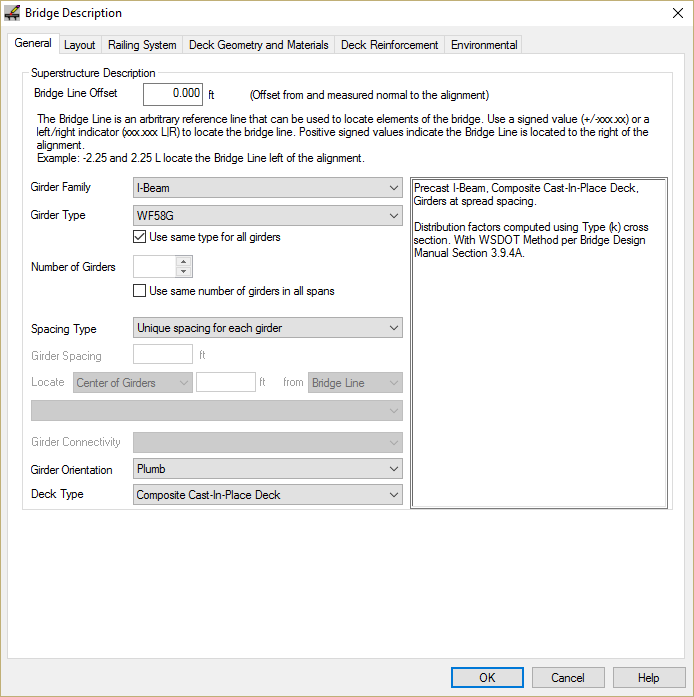 Bridge Description
General Layout Railing System Deck Geometry and Materials Deck Reinforcement Environmental
Superstructure Description
Bridge Line Offset 0.000 ft (Offset from and measured normal to the alignment)
The Bridge Line is an arbritrary reference line that can be used to locate elements of the bridge. Use a signed value (+/-xxx.xx) or a
left/right indicator (xxx.xxx L|R) to locate the bridge line. Positive signed values indicate the Bridge Line is located to the right of the
alignment.
Example: -2.25 and 2.25 L locate the Bridge Line left of the alignment.
Girder Family I-Beam
Girder Type WF58G
Use same type for all girders
Number of Girders
Use same number of girders in all spans
Spacing Type Unique spacing for each girder
Girder Spacing ft
Locate Center of Girders ft from Bridge Line
Girder Connectivity
Girder Orientation Plumb
Deck Type Composite Cast-In-Place Deck
Precast I-Beam, Composite Cast-In-Place Deck,
Girders at spread spacing.
Distribution factors computed using Type (k) cross
section. With WSDOT Method per Bridge Design
Manual Section 3.9.4A.
OK Cancel Help